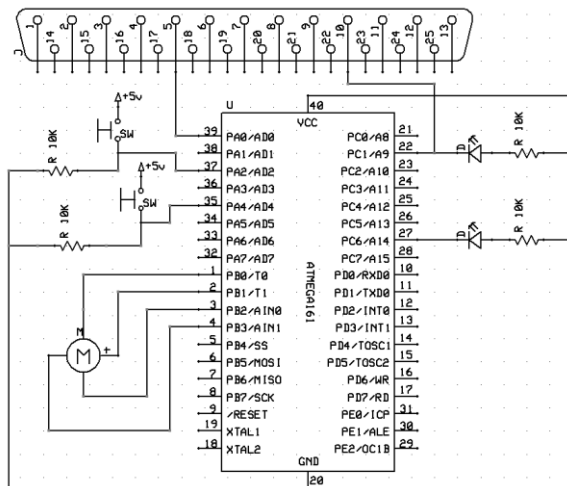 1 2 3 4 5 6 7 8 9 10 11 12 13
14 15 16 17 18 19 20 21 22 23 24 25
J
+5v
SW
R 10K
+5v
SW
R 10K
U
40
VCC
39 PA0/AD0 PC0/A8 21
38 PA1/AD1 PC1/A9 22
37 PA2/AD2 PC2/A10 23
36 PA3/AD3 PC3/A11 24
35 PA4/AD4 PC4/A12 25
34 PA5/AD5 PC5/A13 26
33 PA6/AD6 PC6/A14 27
32 PA7/AD7 PC7/A15 28
1 PB0/T0 PD0/RXD0 10
2 PB1/T1 PD1/TXD0 11
3 PB2/AIN0 PD2/INT0 12
4 PB3/AIN1 PD3/INT1 13
5 PB4/SS PD4/TOSC1 14
6 PB5/MOSI PD5/TOSC2 15
7 PB6/MISO PD6/WR 16
8 PB7/SCK PD7/RD 17
9 /RESET PE0/ICP 31
19 XTAL1 PE1/ALE 30
18 XTAL2 PE2/OC1B 29
ATMEGA161
GND
20
D
R 10K
D
R 10K
M
M +